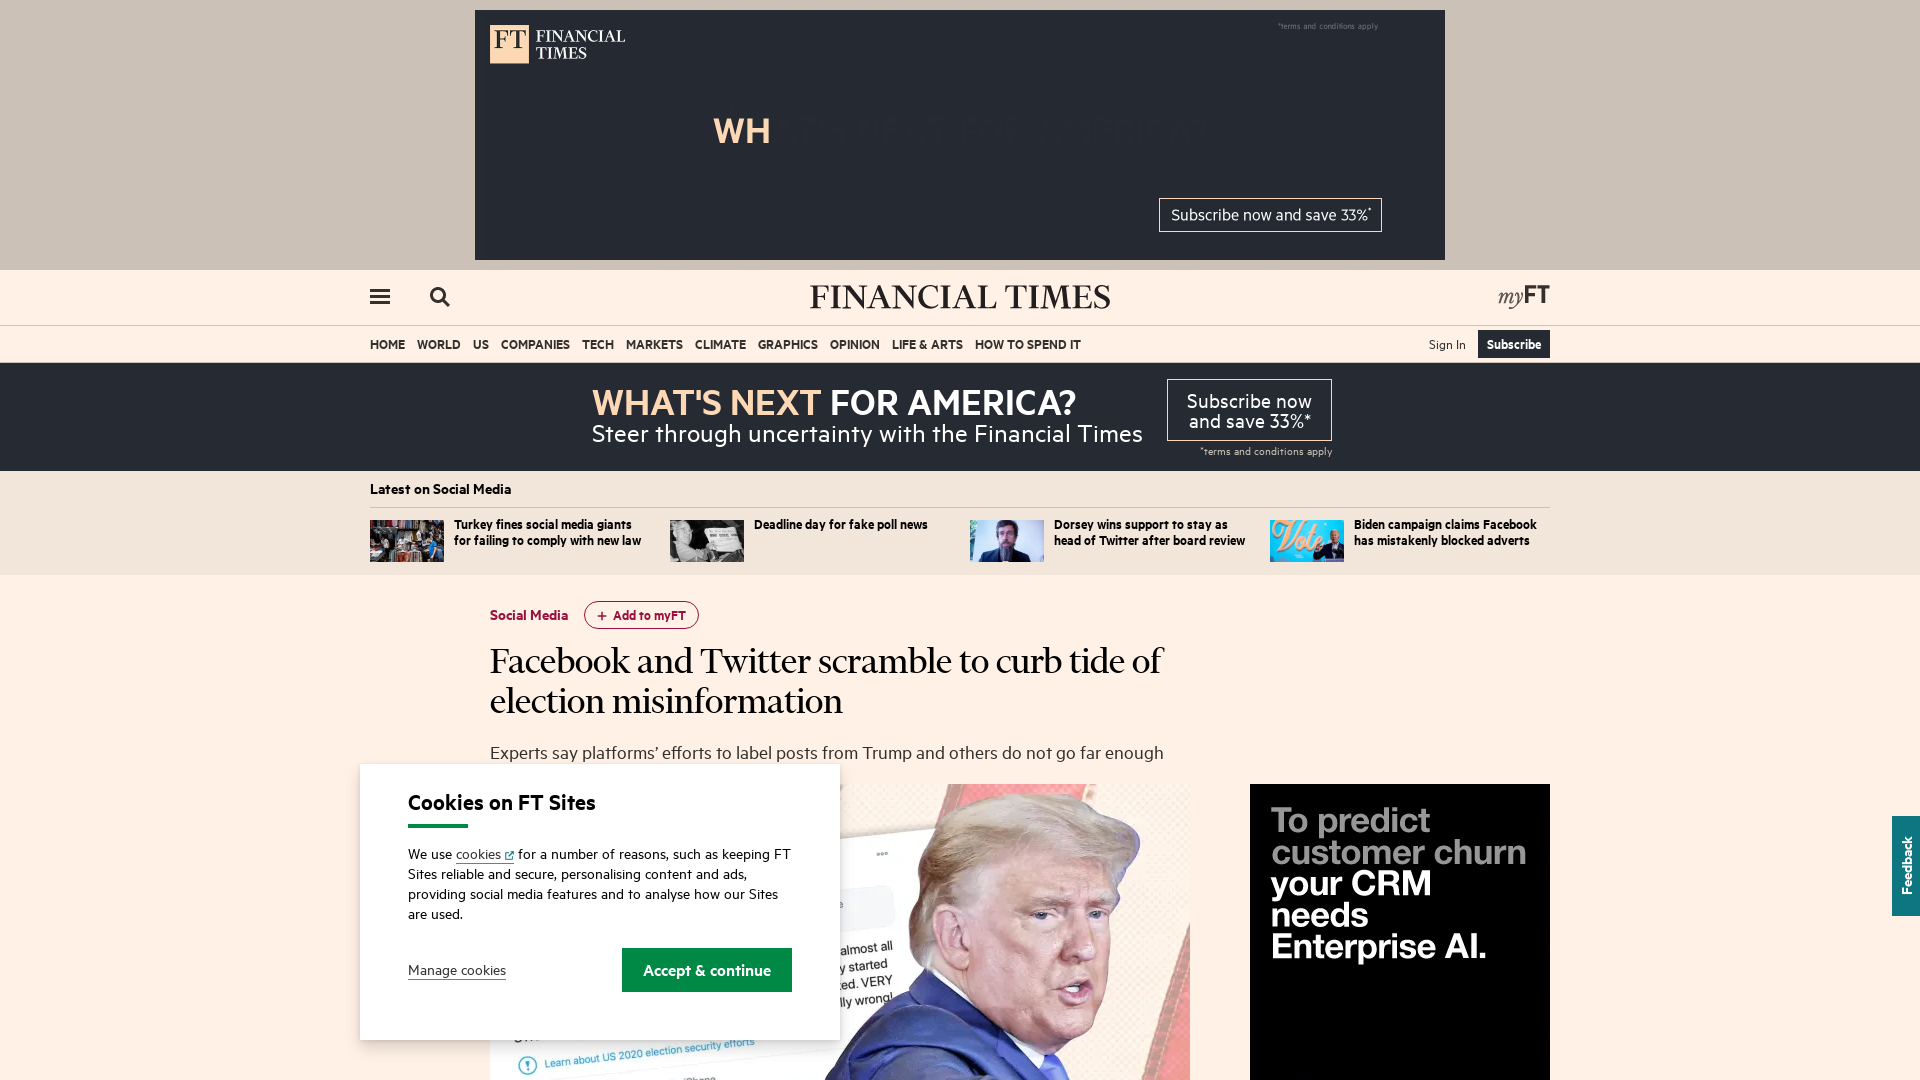 FT FINANCIAL
TIMES
*terms and conditions apply
WH
Subscribe now and save 33%*
FINANCIAL TIMES
myFT
HOME WORLD US COMPANIES TECH MARKETS CLIMATE GRAPHICS OPINION LIFE & ARTS HOW TO SPEND IT
Sign In Subscribe
WHAT'S NEXT FOR AMERICA?
Steer through uncertainty with the Financial Times
Subscribe now
and save 33%*
*terms and conditions apply
Latest on Social Media
Turkey fines social media giants
for failing to comply with new law
Deadline day for fake poll news
Dorsey wins support to stay as
head of Twitter after board review
Vote
Biden campaign claims Facebook
has mistakenly blocked adverts
Social Media
+ Add to myFT
Facebook and Twitter scramble to curb tide of
election misinformation
Experts say platforms’ efforts to label posts from Trump and others do not go far enough
Cookies on FT Sites
We use cookies for a number of reasons, such as keeping FT
Sites reliable and secure, personalising content and ads,
providing social media features and to analyse how our Sites
are used.
Manage cookies
Accept & continue
almost all
y started
ed. VERY
lly wrong!
Learn about US 2020 election security efforts
To predict
customer churn
your CRM
needs
Enterprise AI.
Feedback